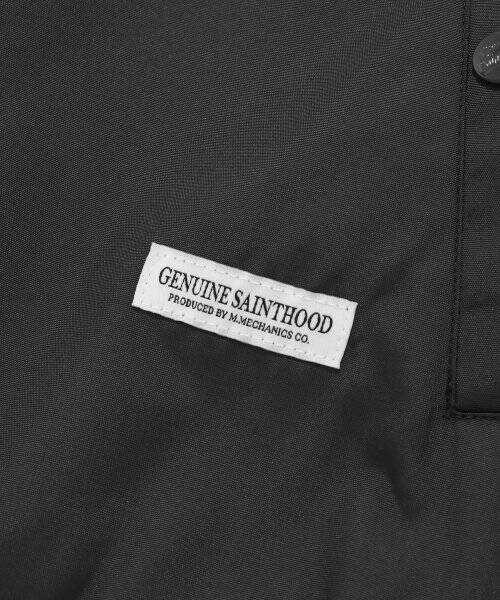 GENUINE SAINTHOOD
PRODUCED BY M.MECHANICS CO.